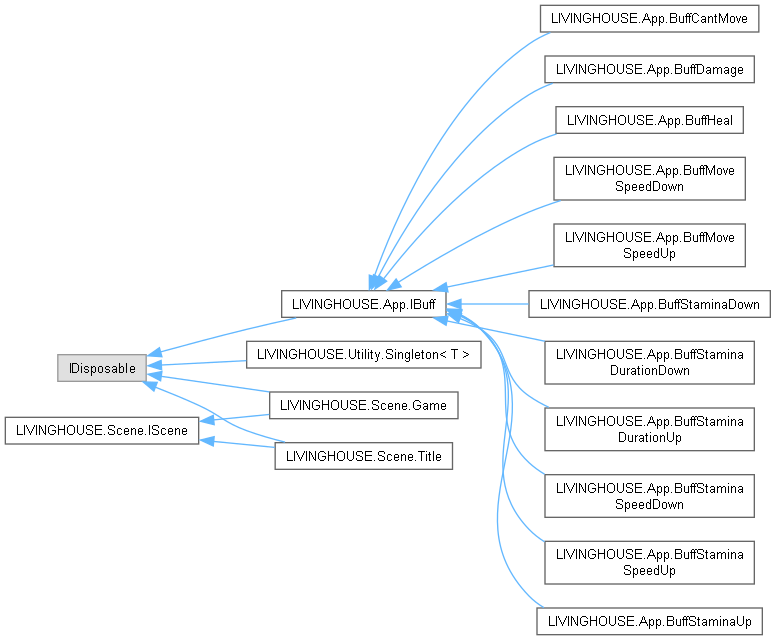 LIVINGHOUSE.App.BuffCantMove
LIVINGHOUSE.App.BuffDamage
LIVINGHOUSE.App.BuffHeal
LIVINGHOUSE.App.BuffMove
SpeedDown
LIVINGHOUSE.App.BuffMove
SpeedUp
LIVINGHOUSE.App.IBuff
LIVINGHOUSE.App.BuffStaminaDown
LIVINGHOUSE.Utility.Singleton< T >
IDisposable
LIVINGHOUSE.App.BuffStamina
DurationDown
LIVINGHOUSE.Scene.Game
LIVINGHOUSE.Scene.IScene
LIVINGHOUSE.App.BuffStamina
DurationUp
LIVINGHOUSE.Scene.Title
LIVINGHOUSE.App.BuffStamina
SpeedDown
LIVINGHOUSE.App.BuffStamina
SpeedUp
LIVINGHOUSE.App.BuffStaminaUp